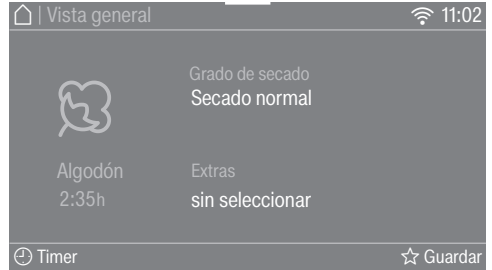 | Vista general
11:02
Grado de secado
Secado normal
Algodón
2:35h
Extras
sin seleccionar
Timer
Guardar